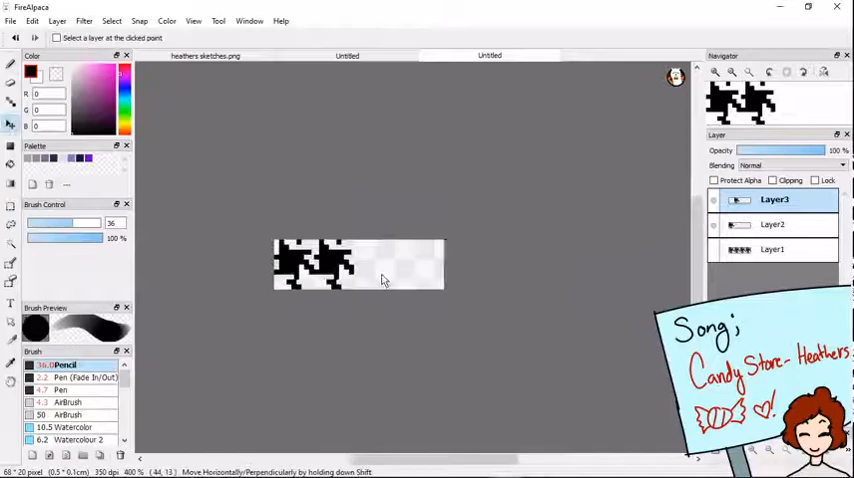 FireAlpaca
File Edit Layer Filter Select Snap Color View Tool Window Help
Select a layer at the clicked point
Color
heathers sketches.png Untitled Untitled
Navigator
R 0
G 0
B 0
Palette
Brush Control
36
100 %
Brush Preview
Brush
36.0 Pencil
2.2 Pen (Fade In/Out)
4.7 Pen
4.3 AirBrush
50 AirBrush
10.5 Watercolor
6.2 Watercolour 2
Layer
Opacity 100 %
Blending Normal
Protect Alpha Clipping Lock
Layer3
Layer2
Layer1
Song;
Candy Store- Heathers
68 * 20 pixel (0.5 * 0.1cm) 350 dpi 400 % ( 44, 13) Move Horizontally/Perpendicularly by holding down Shift.